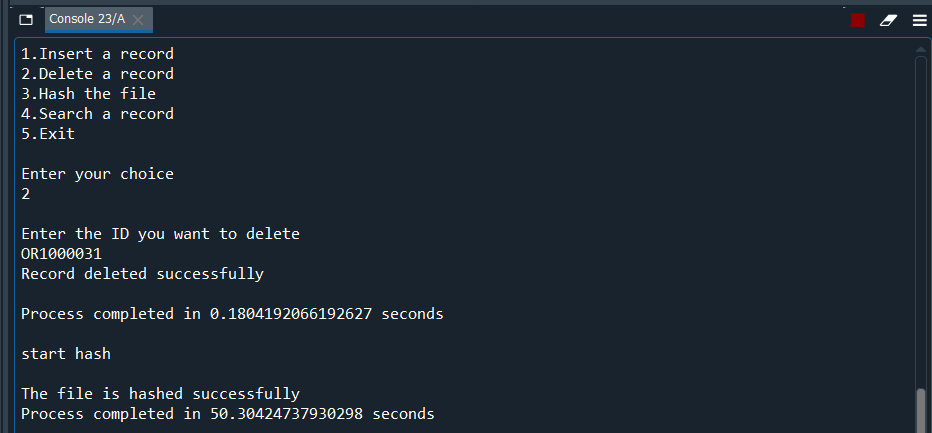 Console 23/A
1.Insert a record
2.Delete a record
3.Hash the file
4.Search a record
5.Exit
Enter your choice
2
Enter the ID you want to delete
OR1000031
Record deleted successfully
Process completed in 0.1804192066192627 seconds
start hash
The file is hashed successfully
Process completed in 50.30424737930298 seconds